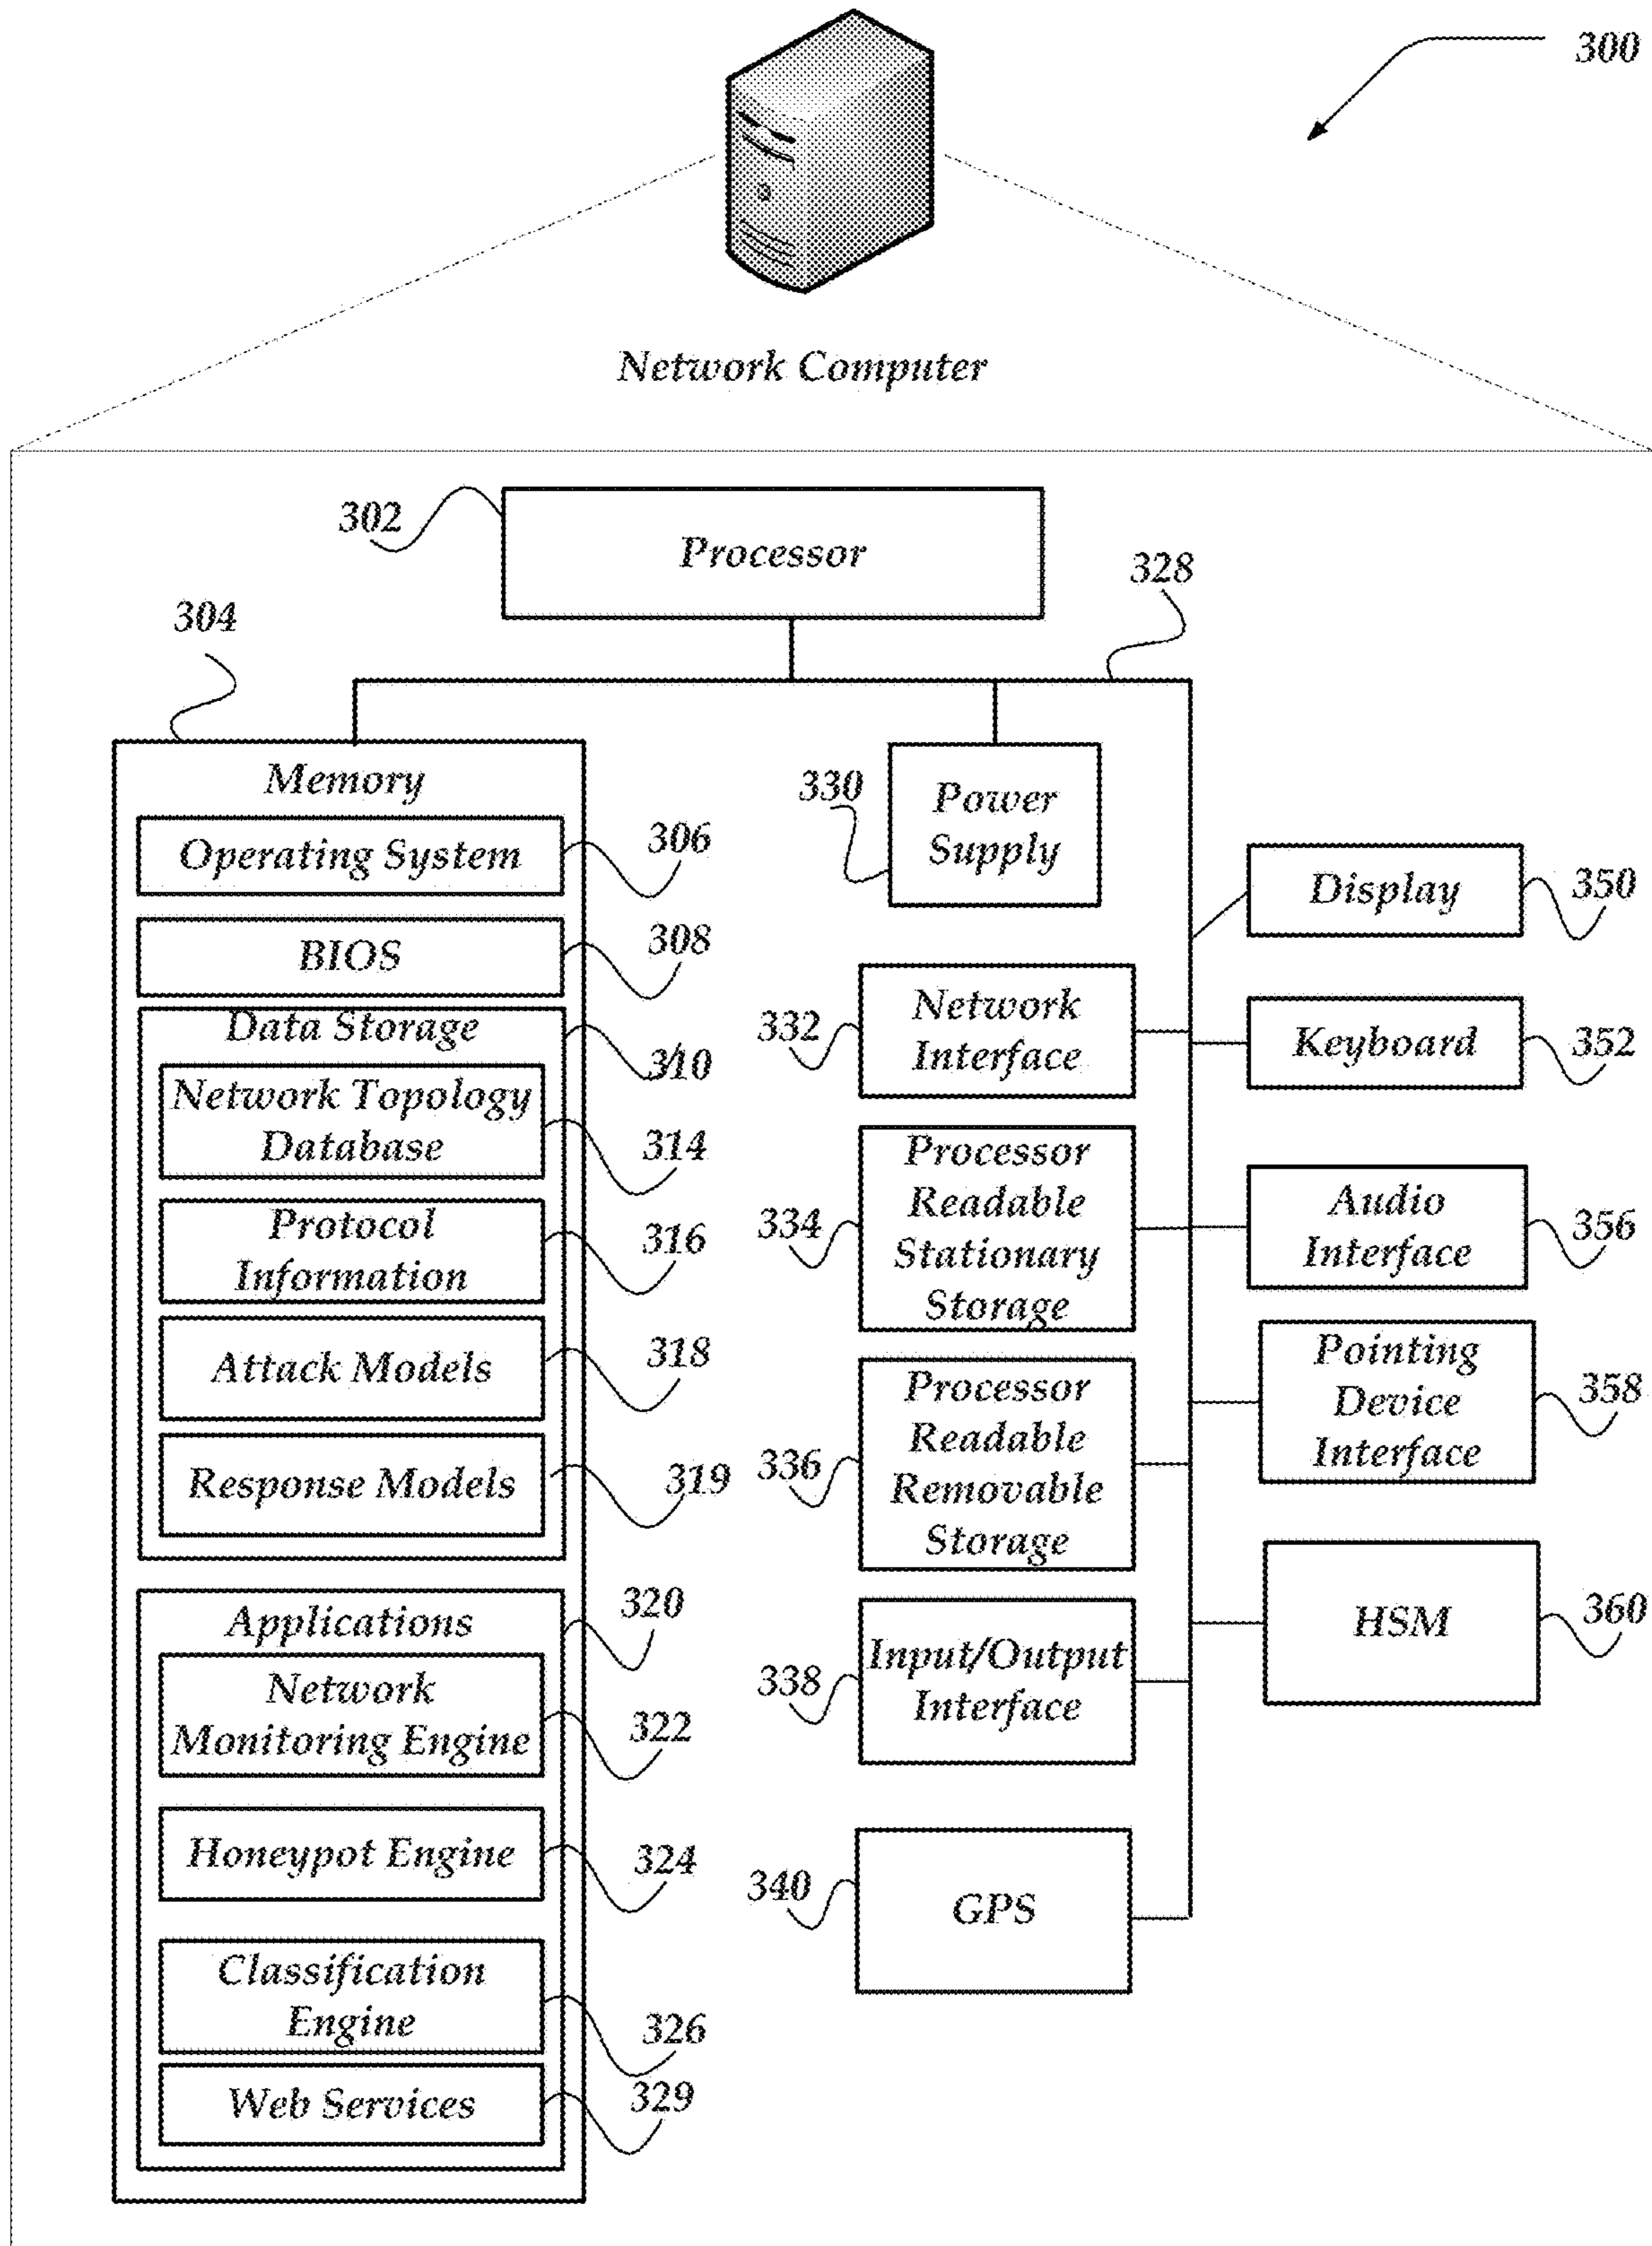 300
Network Computer
302
Processor
328
304
Memory
Operating System
306
BIOS
308
Data Storage
310
Network Topology
Database
314
Protocol
Information
316
Attack Models
318
Response Models
319
Applications
320
Network
Monitoring Engine
322
Honeypot Engine
324
Classification
Engine
326
Web Services
329
330
Power
Supply
332
Network
Interface
334
Processor
Readable
Stationary
Storage
336
Processor
Readable
Removable
Storage
338
Input/Output
Interface
340
GPS
Display
350
Keyboard
352
Audio
Interface
356
Pointing
Device
Interface
358
HSM
360